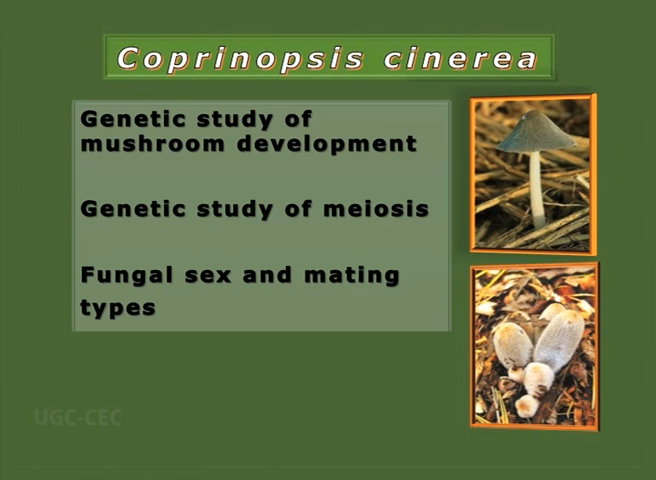 Coprinopsis cinerea
Genetic study of
mushroom development
Genetic study of meiosis
Fungal sex and mating
types
UGC-CEC